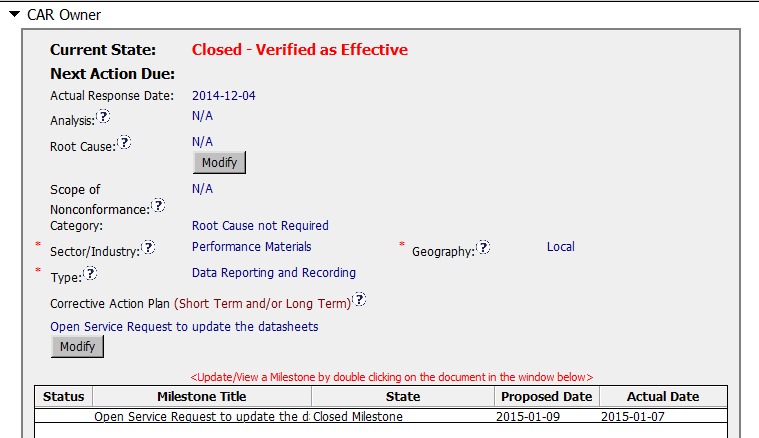 CAR Owner
Current State: Closed - Verified as Effective
Next Action Due:
Actual Response Date: 2014-12-04
Analysis:? N/A
Root Cause:? N/A
Modify
Scope of N/A
Nonconformance:?
Category: Root Cause not Required
* Sector/Industry:? Performance Materials * Geography:? Local
* Type:? Data Reporting and Recording
Corrective Action Plan (Short Term and/or Long Term)?
Open Service Request to update the datasheets
Modify
<Update/View a Milestone by double clicking on the document in the window below>
Status Milestone Title State Proposed Date Actual Date
Open Service Request to update the d Closed Milestone 2015-01-09 2015-01-07